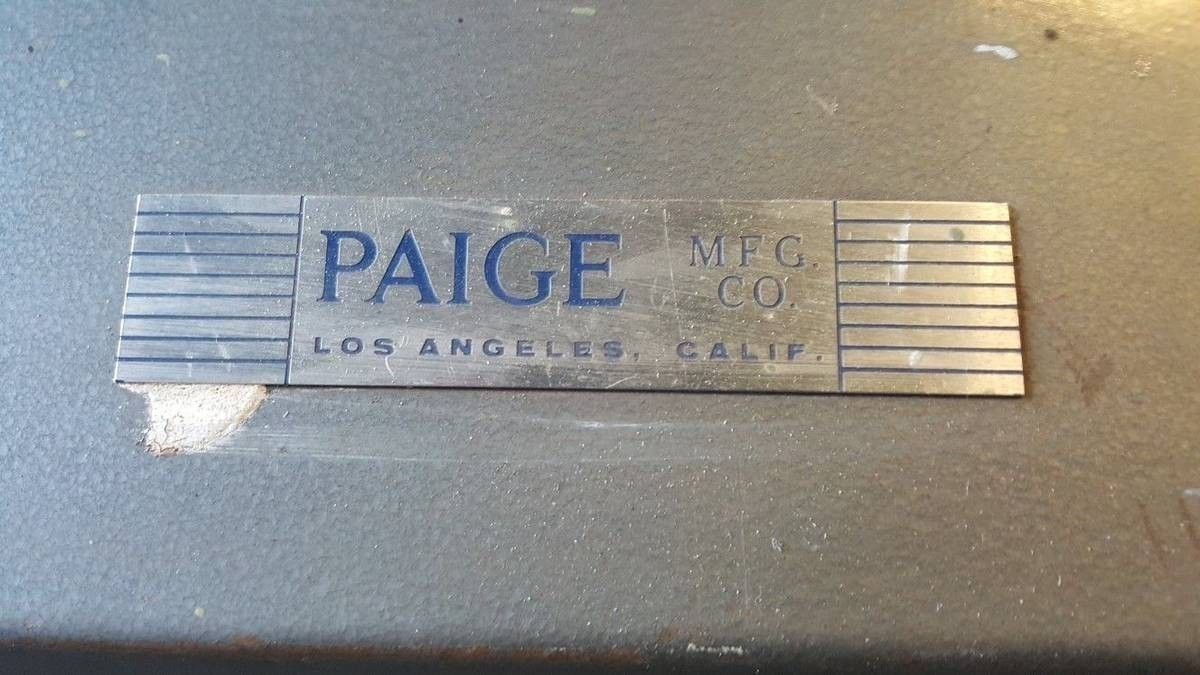 PAIGE MFG. CO.
LOS ANGELES, CALIF.